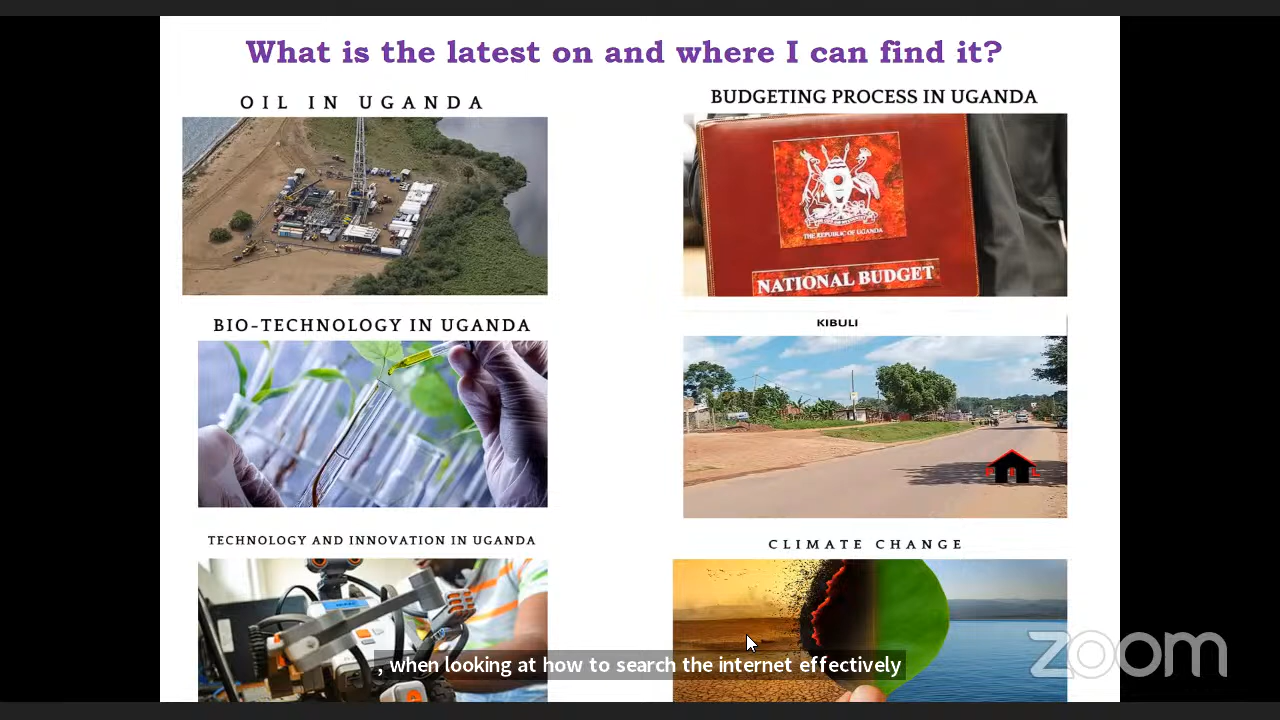 What is the latest on and where I can find it?
OIL IN UGANDA
BUDGETING PROCESS IN UGANDA
THE REPUBLIC OF UGANDA
NATIONAL BUDGET
BIO-TECHNOLOGY IN UGANDA
KIBULI
TECHNOLOGY AND INNOVATION IN UGANDA
CLIMATE CHANGE
, when looking at how to search the internet effectively
zoom